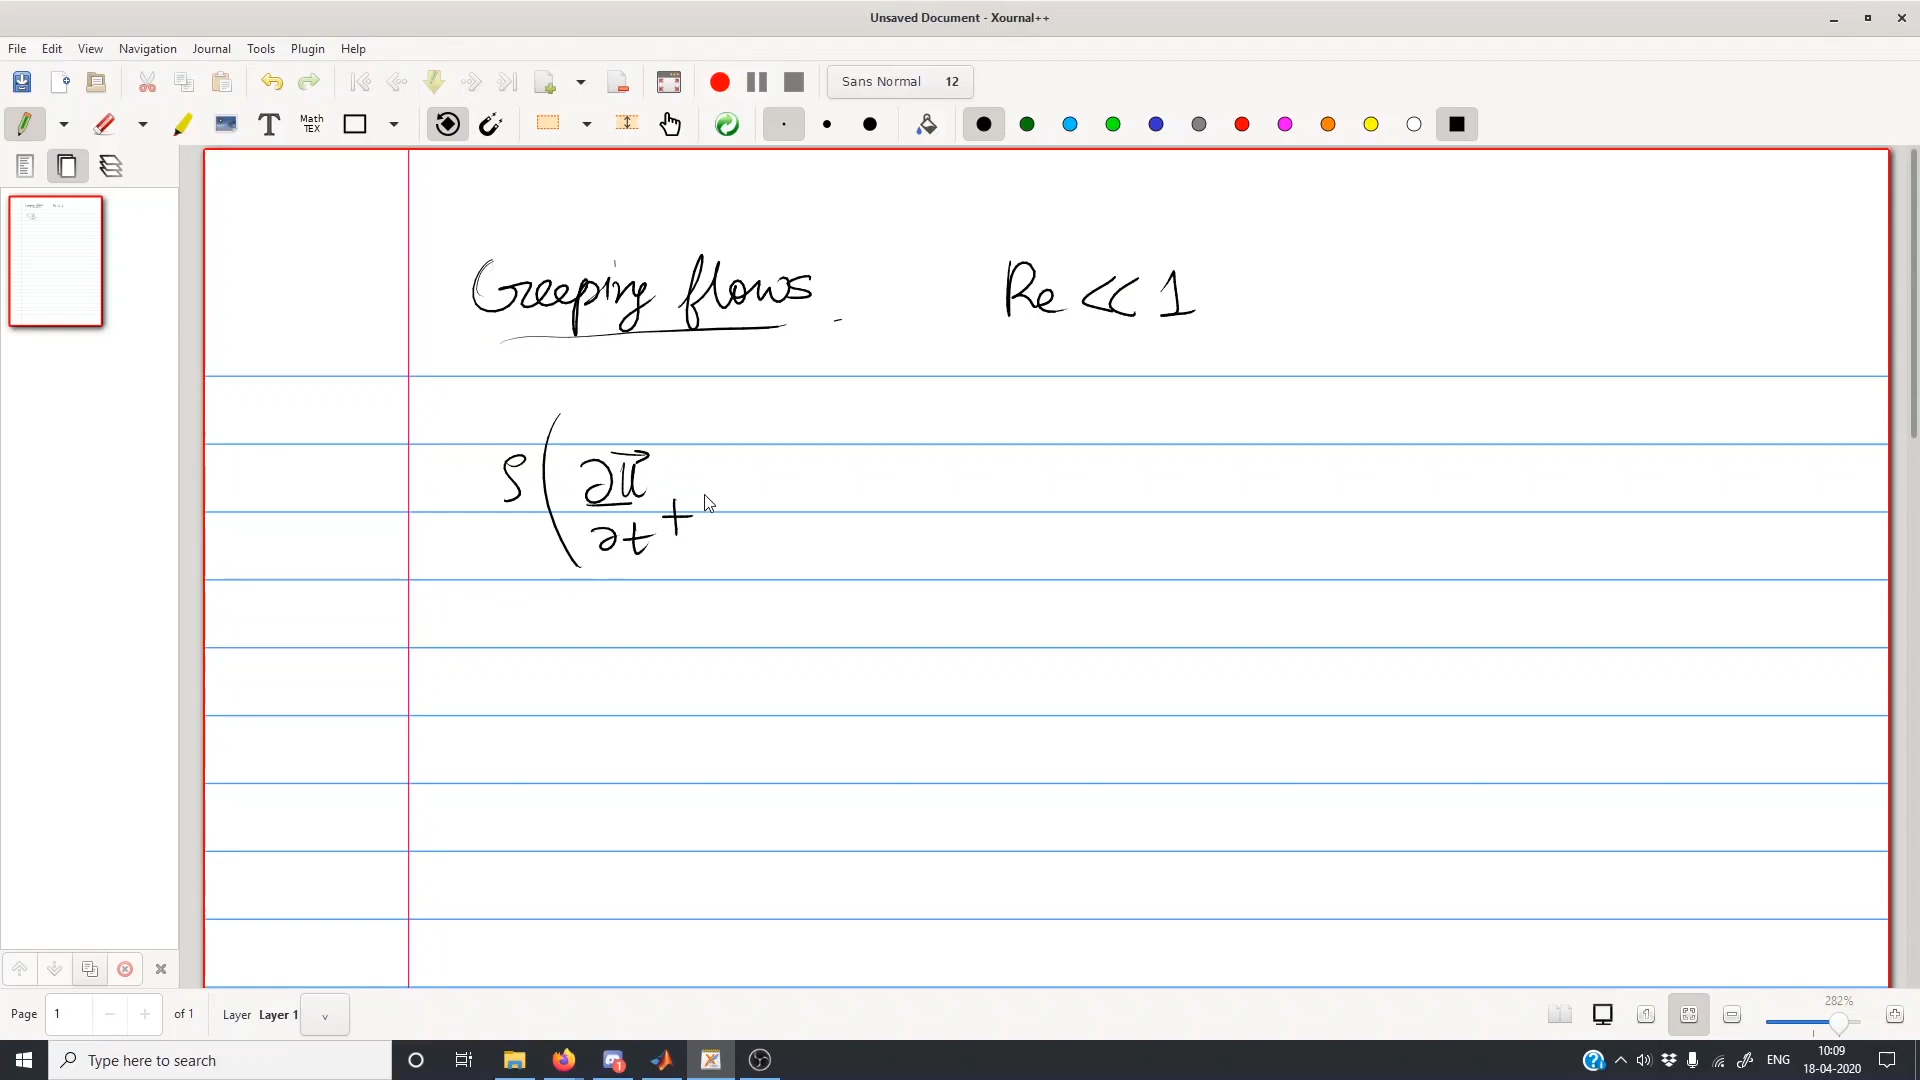 Unsaved Document - Xournal++
File Edit View Navigation Journal Tools Plugin Help
Sans Normal 12
Math
TEX
Creeping flows . Re << 1
ρ ( ∂u⃗/∂t +
Page 1 of 1 Layer Layer 1 282%
Type here to search
ENG
10:09
18-04-2020